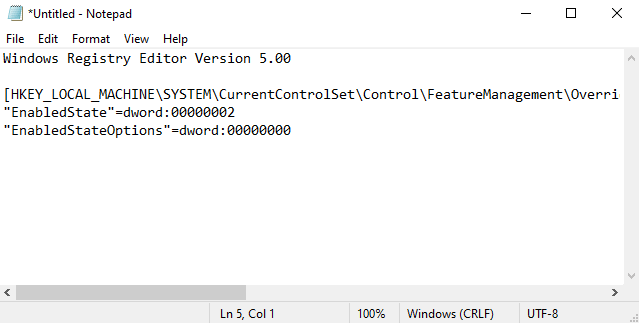 *Untitled - Notepad
File Edit Format View Help
Windows Registry Editor Version 5.00
[HKEY_LOCAL_MACHINE\SYSTEM\CurrentControlSet\Control\FeatureManagement\Overri
"EnabledState"=dword:00000002
"EnabledStateOptions"=dword:00000000
Ln 5, Col 1 100% Windows (CRLF) UTF-8